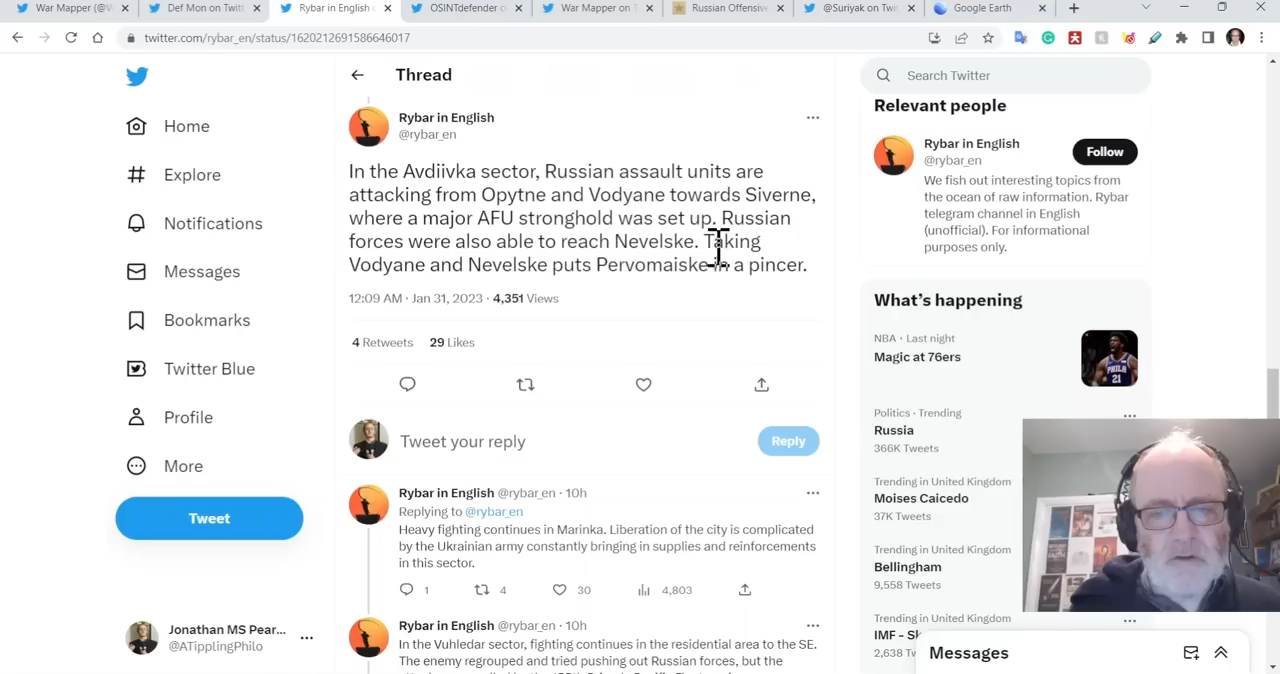 War Mapper (@W
Def Mon on Twitt
Rybar in English o
OSINTdefender o
War Mapper on T
Russian Offensive
@Suriyak on Twit
Google Earth
twitter.com/rybar_en/status/1620212691586646017
Home
Explore
Notifications
Messages
Bookmarks
Twitter Blue
Profile
More
Tweet
Jonathan MS Pear...
@ATipplingPhilo
Thread
Rybar in English
@rybar_en
In the Avdiivka sector, Russian assault units are
attacking from Opytne and Vodyane towards Siverne,
where a major AFU stronghold was set up. Russian
forces were also able to reach Nevelske. Taking
Vodyane and Nevelske puts Pervomaiske in a pincer.
12:09 AM · Jan 31, 2023 · 4,351 Views
4 Retweets 29 Likes
Tweet your reply
Reply
Rybar in English @rybar_en · 10h
Replying to @rybar_en
Heavy fighting continues in Marinka. Liberation of the city is complicated
by the Ukrainian army constantly bringing in supplies and reinforcements
in this sector.
1 4 30 4,803
Rybar in English @rybar_en · 10h
In the Vuhledar sector, fighting continues in the residential area to the SE.
The enemy regrouped and tried pushing out Russian forces, but the
Search Twitter
Relevant people
Rybar in English
@rybar_en
Follow
We fish out interesting topics from
the ocean of raw information. Rybar
telegram channel in English
(unofficial). For informational
purposes only.
What's happening
NBA · Last night
Magic at 76ers
Politics · Trending
Russia
366K Tweets
Trending in United Kingdom
Moises Caicedo
37K Tweets
Trending in United Kingdom
Bellingham
9,558 Tweets
Trending in United Kingdom
IMF - Sk
2,638 Tw
Messages